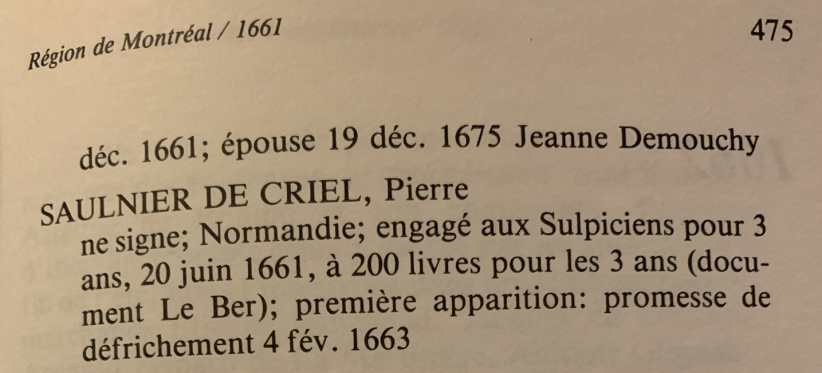 Région de Montréal / 1661
475
déc. 1661; épouse 19 déc. 1675 Jeanne Demouchy
SAULNIER DE CRIEL, Pierre
ne signe; Normandie; engagé aux Sulpiciens pour 3
ans, 20 juin 1661, à 200 livres pour les 3 ans (docu-
ment Le Ber); première apparition: promesse de
défrichement 4 fév. 1663